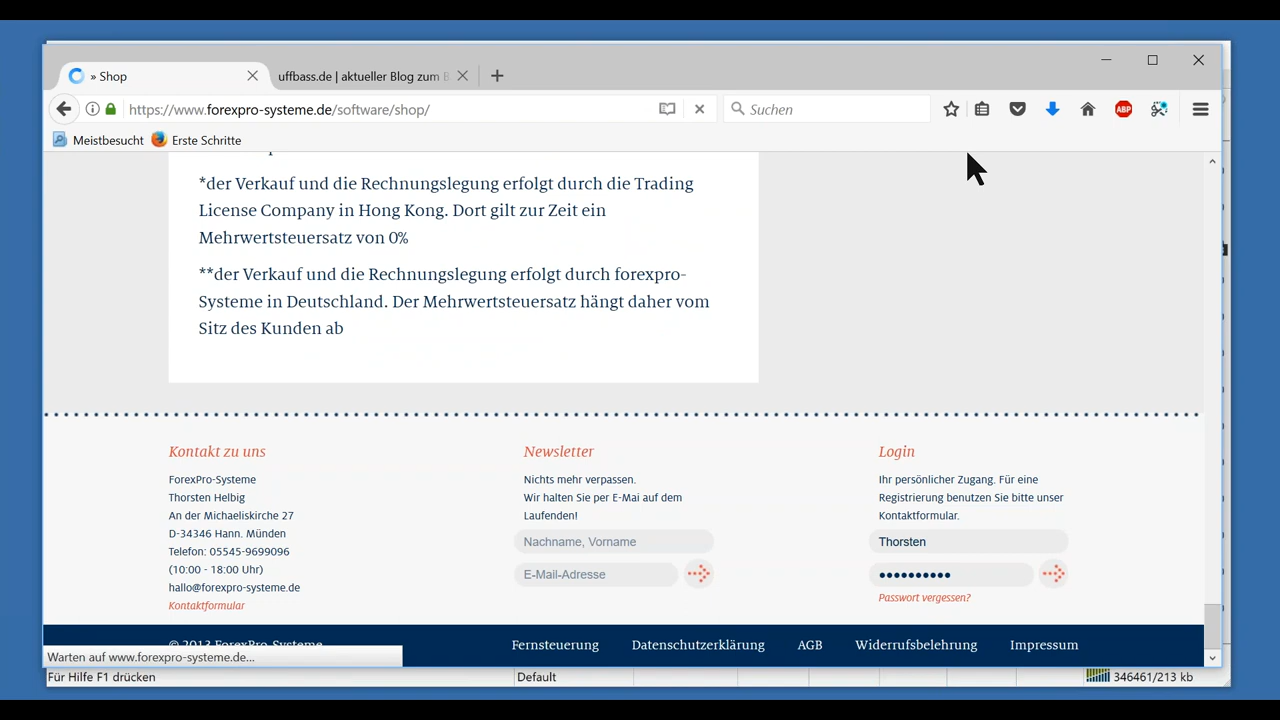 » Shop
uffbass.de | aktueller Blog zum B
https://www.forexpro-systeme.de/software/shop/
Suchen
ABP
Meistbesucht
Erste Schritte
*der Verkauf und die Rechnungslegung erfolgt durch die Trading
License Company in Hong Kong. Dort gilt zur Zeit ein
Mehrwertsteuersatz von 0%
**der Verkauf und die Rechnungslegung erfolgt durch forexpro-
Systeme in Deutschland. Der Mehrwertsteuersatz hängt daher vom
Sitz des Kunden ab
Kontakt zu uns
ForexPro-Systeme
Thorsten Helbig
An der Michaeliskirche 27
D-34346 Hann. Münden
Telefon: 05545-9699096
(10:00 - 18:00 Uhr)
hallo@forexpro-systeme.de
Kontaktformular
Newsletter
Nichts mehr verpassen.
Wir halten Sie per E-Mai auf dem
Laufenden!
Nachname, Vorname
E-Mail-Adresse
Login
Ihr persönlicher Zugang. Für eine
Registrierung benutzen Sie bitte unser
Kontaktformular.
Thorsten
●●●●●●●●●●
Passwort vergessen?
© 2013 ForexPro-Systeme
Fernsteuerung
Datenschutzerklärung
AGB
Widerrufsbelehrung
Impressum
Warten auf www.forexpro-systeme.de...
Für Hilfe F1 drücken
Default
346461/213 kb